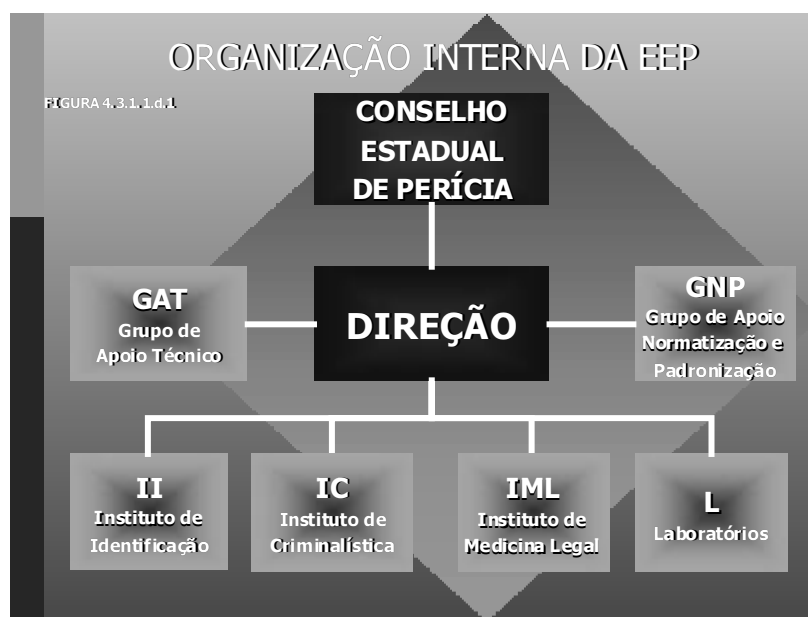 ORGANIZAÇÃO INTERNA DA EEP
FIGURA 4.3.1.1.d.1
CONSELHO
ESTADUAL
DE PERÍCIA
GAT
Grupo de
Apoio Técnico
DIREÇÃO
GNP
Grupo de Apoio
Normatização e
Padronização
II
Instituto de
Identificação
IC
Instituto de
Criminalística
IML
Instituto de
Medicina Legal
L
Laboratórios